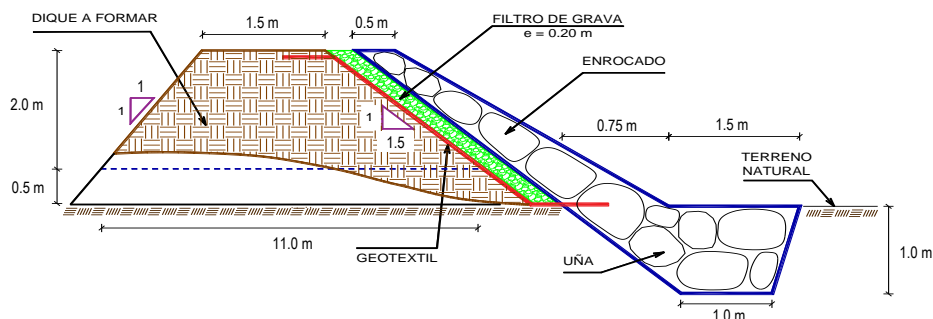 DIQUE A FORMAR
1.5 m
0.5 m
FILTRO DE GRAVA
e = 0.20 m
ENROCADO
2.0 m
1
1
1
1.5
0.75 m
1.5 m
TERRENO
NATURAL
0.5 m
11.0 m
GEOTEXTIL
UÑA
1.0 m
1.0 m